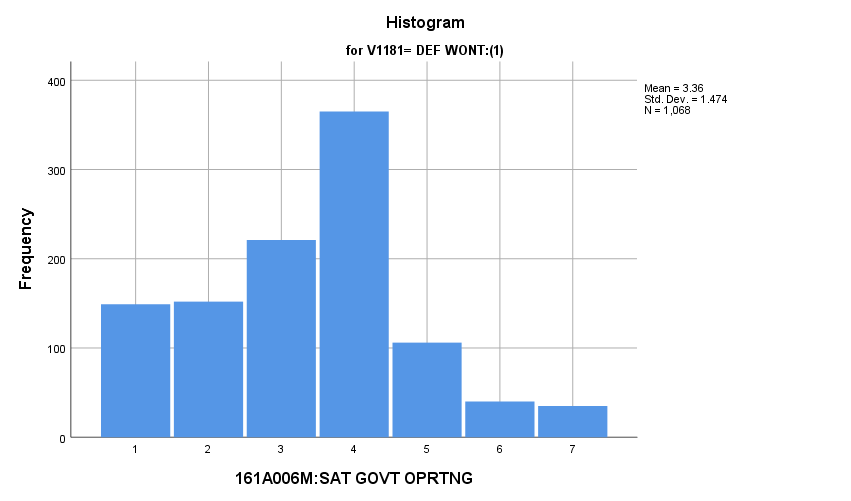 Histogram
for V1181= DEF WONT:(1)
Mean = 3.36
Std. Dev. = 1.474
N = 1,068
Frequency
400
300
200
100
0
1 2 3 4 5 6 7
161A006M:SAT GOVT OPRTNG